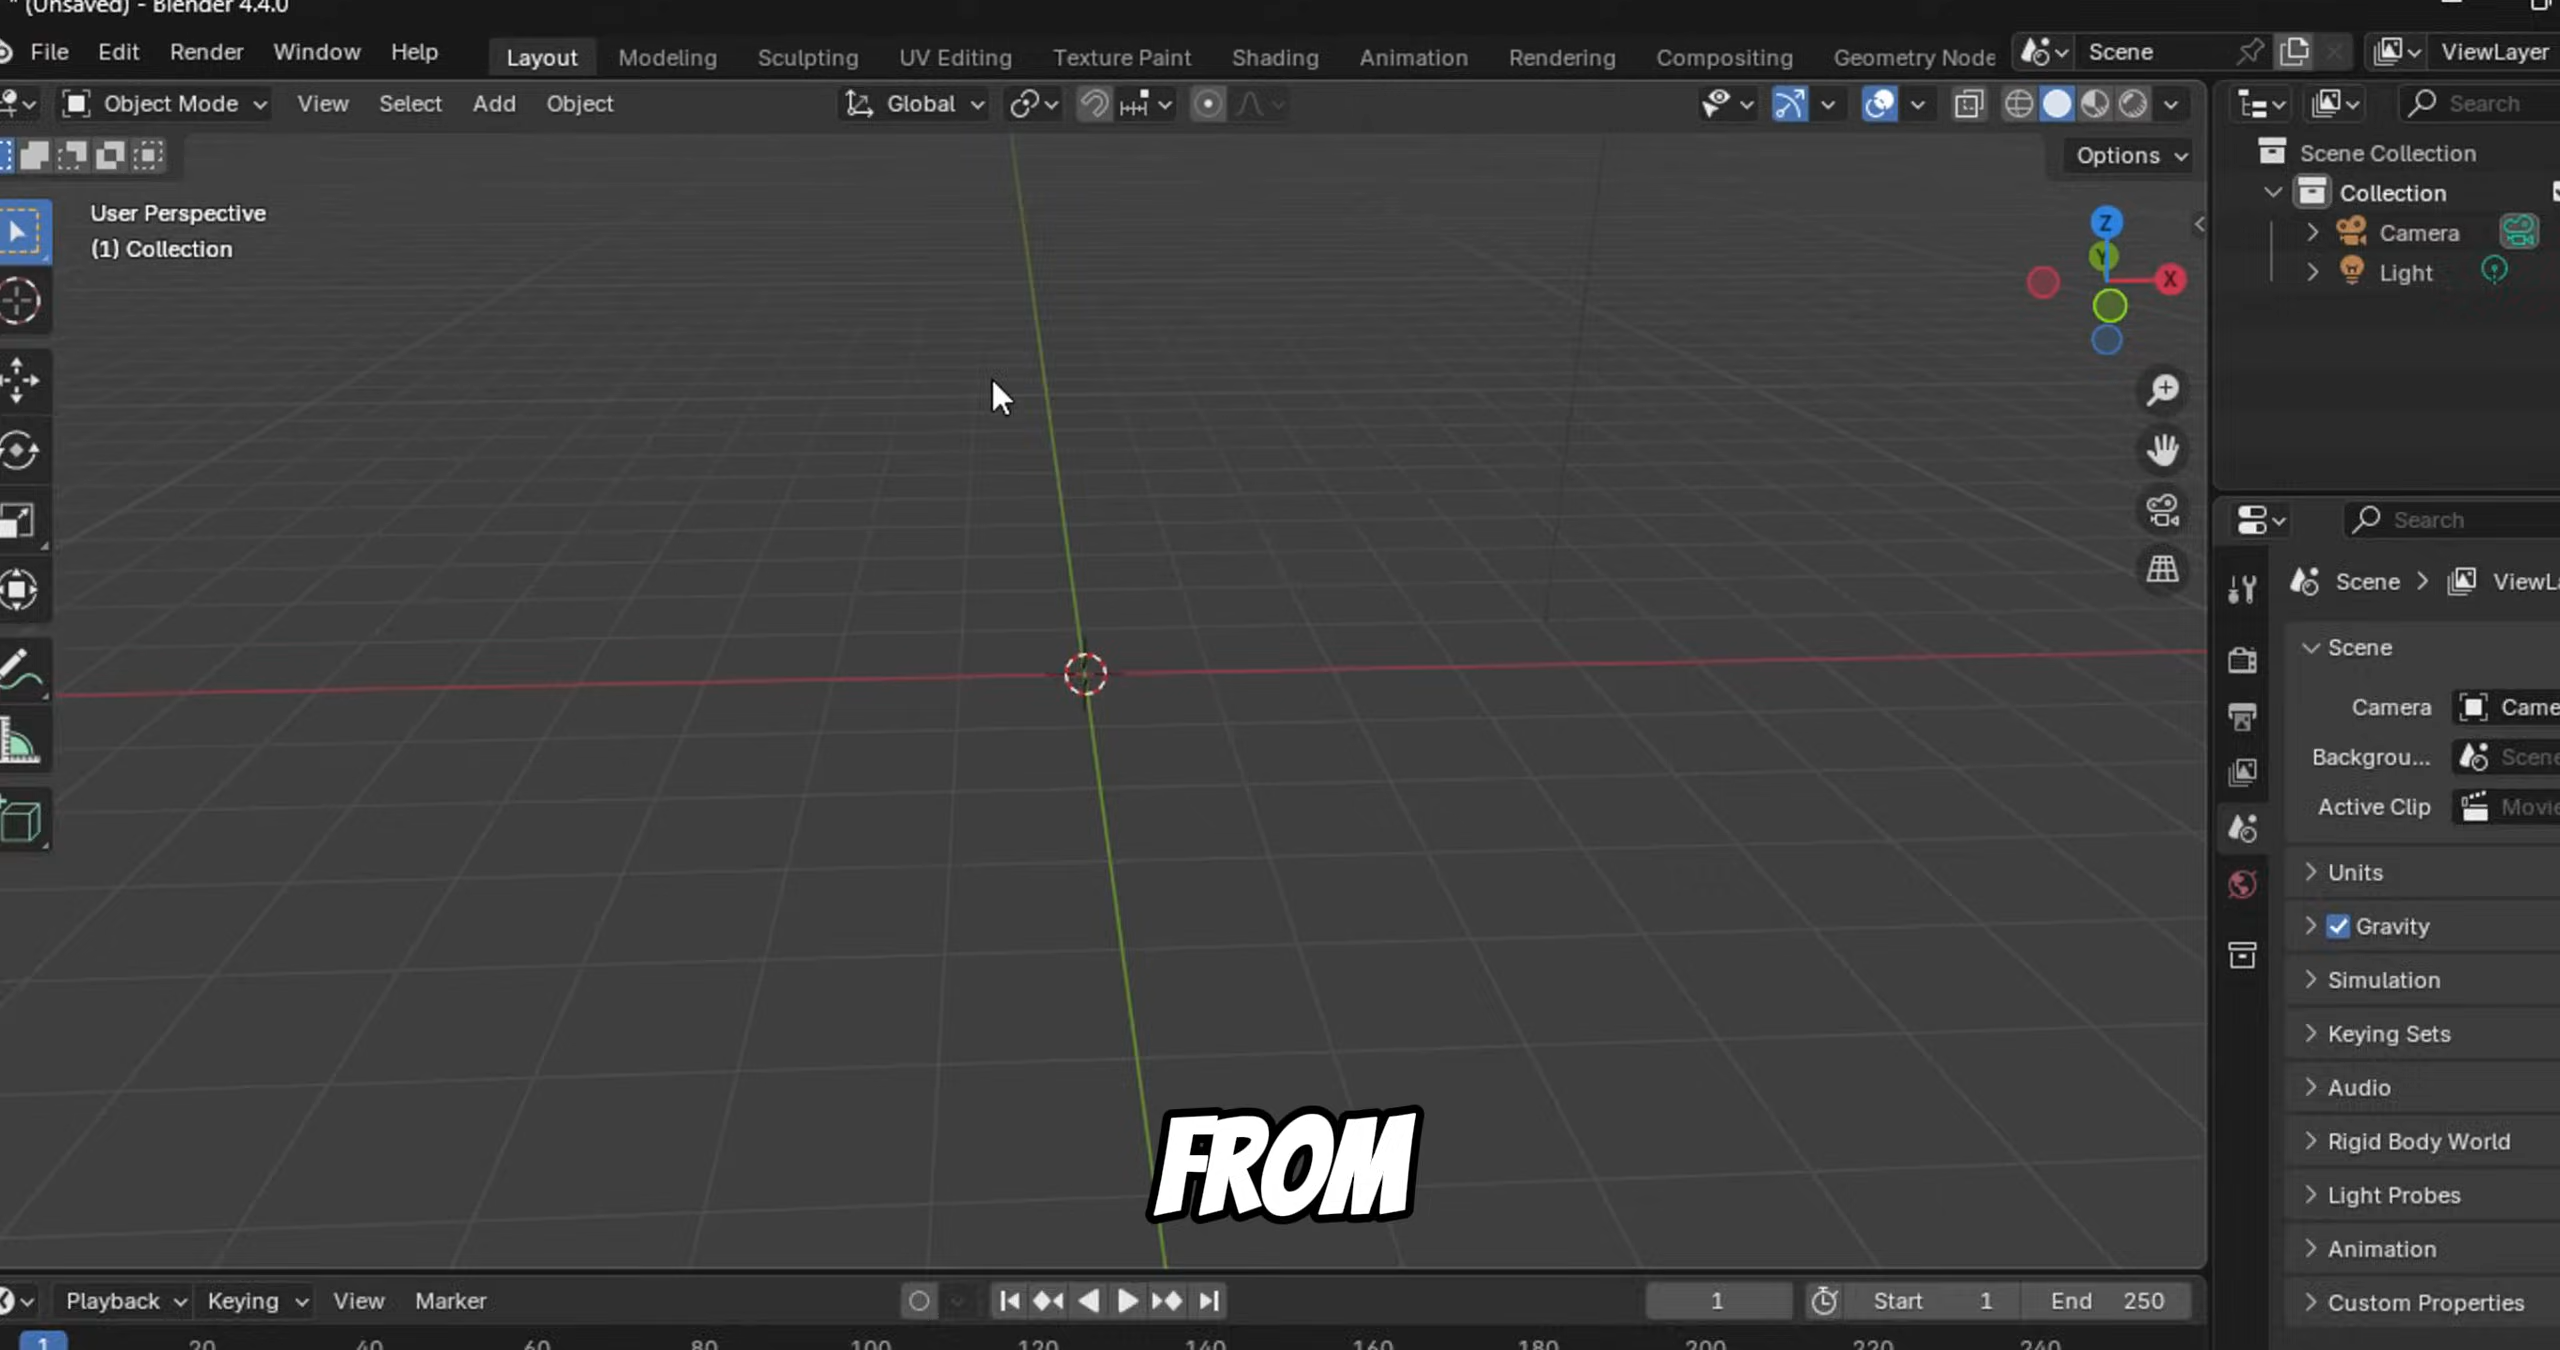 * (Unsaved) - Blender 4.4.0
File Edit Render Window Help Layout Modeling Sculpting UV Editing Texture Paint Shading Animation Rendering Compositing Geometry Node Scene ViewLayer
Object Mode View Select Add Object Global Search
Options
User Perspective
(1) Collection
Z
Y
X
Scene Collection
Collection
Camera
Light
Search
Scene > ViewLa
Scene
Camera Came
Backgrou... Scene
Active Clip Movie
Units
Gravity
Simulation
Keying Sets
Audio
Rigid Body World
Light Probes
Animation
Custom Properties
FROM
Playback Keying View Marker 1 Start 1 End 250
1 20 40 60 80 100 120 140 160 180 200 220 240